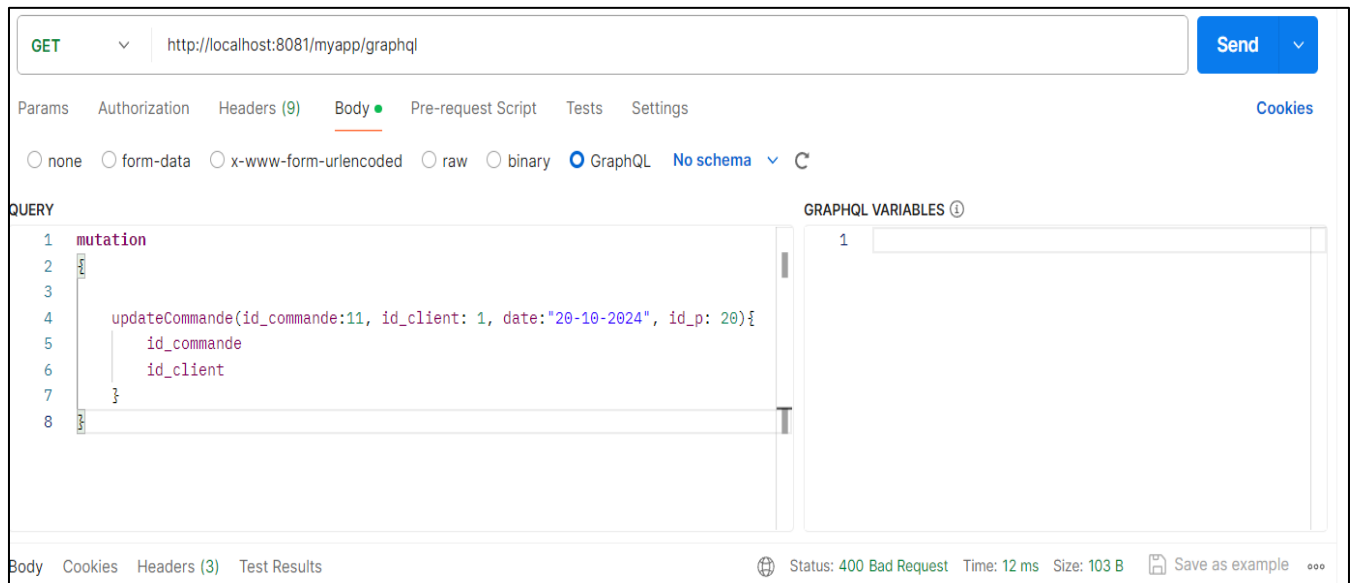 GET http://localhost:8081/myapp/graphql Send
Params Authorization Headers (9) Body Pre-request Script Tests Settings Cookies
none form-data x-www-form-urlencoded raw binary GraphQL No schema
QUERY GRAPHQL VARIABLES
1 mutation 1
2 {
3
4 updateCommande(id_commande:11, id_client: 1, date:"20-10-2024", id_p: 20){
5 id_commande
6 id_client
7 }
8 }
Body Cookies Headers (3) Test Results Status: 400 Bad Request Time: 12 ms Size: 103 B Save as example